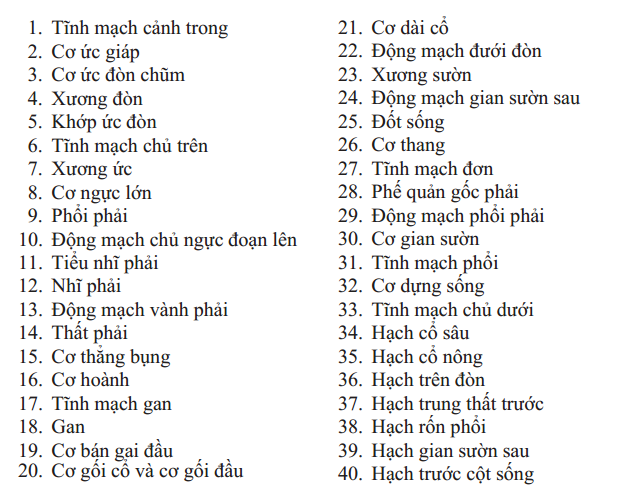 1. Tĩnh mạch cảnh trong
2. Cơ ức giáp
3. Cơ ức đòn chũm
4. Xương đòn
5. Khớp ức đòn
6. Tĩnh mạch chủ trên
7. Xương ức
8. Cơ ngực lớn
9. Phổi phải
10. Động mạch chủ ngực đoạn lên
11. Tiểu nhĩ phải
12. Nhĩ phải
13. Động mạch vành phải
14. Thất phải
15. Cơ thẳng bụng
16. Cơ hoành
17. Tĩnh mạch gan
18. Gan
19. Cơ bán gai đầu
20. Cơ gối cổ và cơ gối đầu
21. Cơ dài cổ
22. Động mạch đưới đòn
23. Xương sườn
24. Động mạch gian sườn sau
25. Đốt sống
26. Cơ thang
27. Tĩnh mạch đơn
28. Phế quản gốc phải
29. Động mạch phổi phải
30. Cơ gian sườn
31. Tĩnh mạch phổi
32. Cơ dựng sống
33. Tĩnh mạch chủ dưới
34. Hạch cổ sâu
35. Hạch cổ nông
36. Hạch trên đòn
37. Hạch trung thất trước
38. Hạch rốn phổi
39. Hạch gian sườn sau
40. Hạch trước cột sống